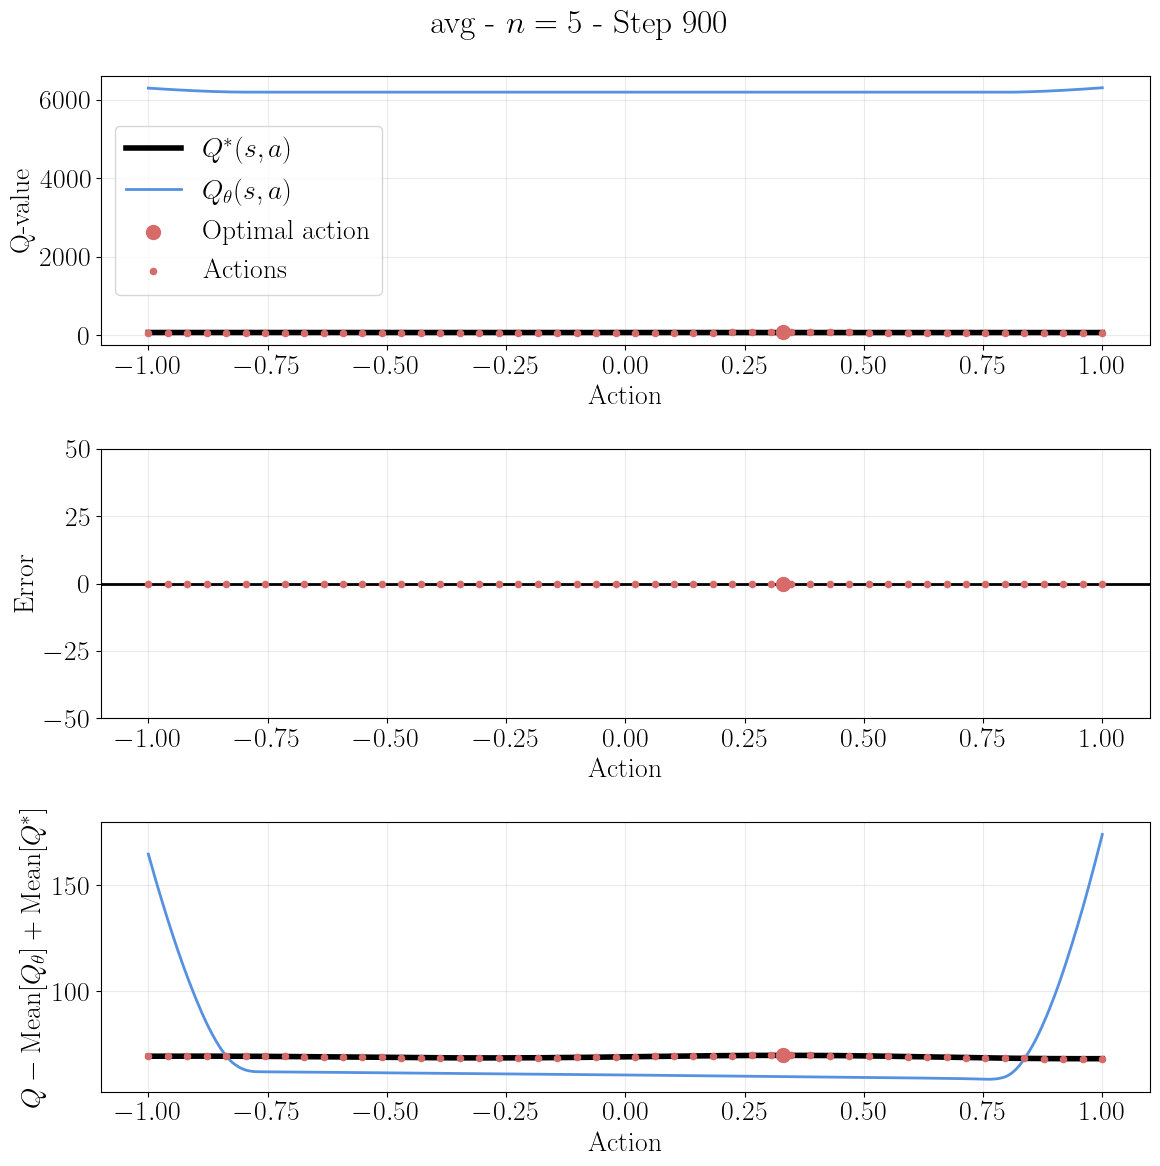 avg - n = 5 - Step 900
Q-value
6000
4000
2000
0
Q*(s, a)
Qθ(s, a)
Optimal action
Actions
−1.00 −0.75 −0.50 −0.25 0.00 0.25 0.50 0.75 1.00
Action
Error
50
25
0
−25
−50
−1.00 −0.75 −0.50 −0.25 0.00 0.25 0.50 0.75 1.00
Action
Q − Mean[Qθ] + Mean[Q*]
150
100
−1.00 −0.75 −0.50 −0.25 0.00 0.25 0.50 0.75 1.00
Action